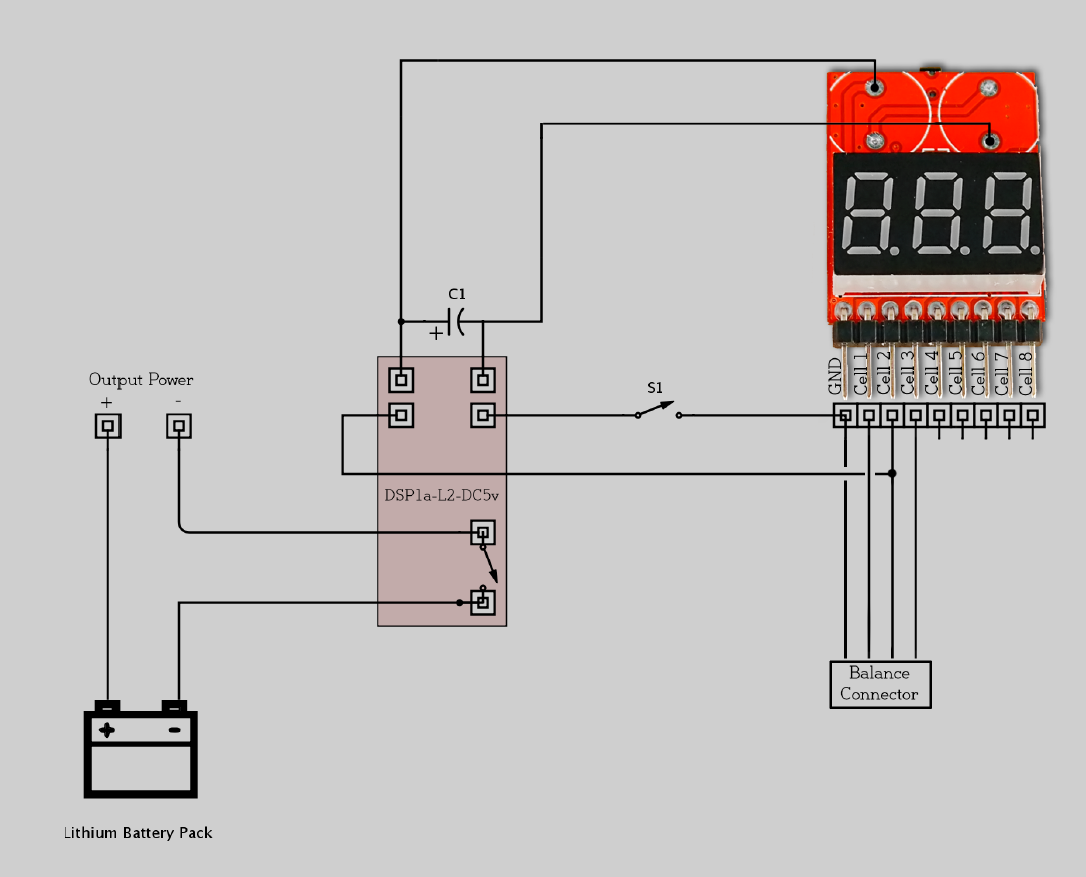 C1
+
GND
Cell 1
Cell 2
Cell 3
Cell 4
Cell 5
Cell 6
Cell 7
Cell 8
S1
Output Power
+ -
DSP1a-L2-DC5v
Balance
Connector
+ -
Lithium Battery Pack